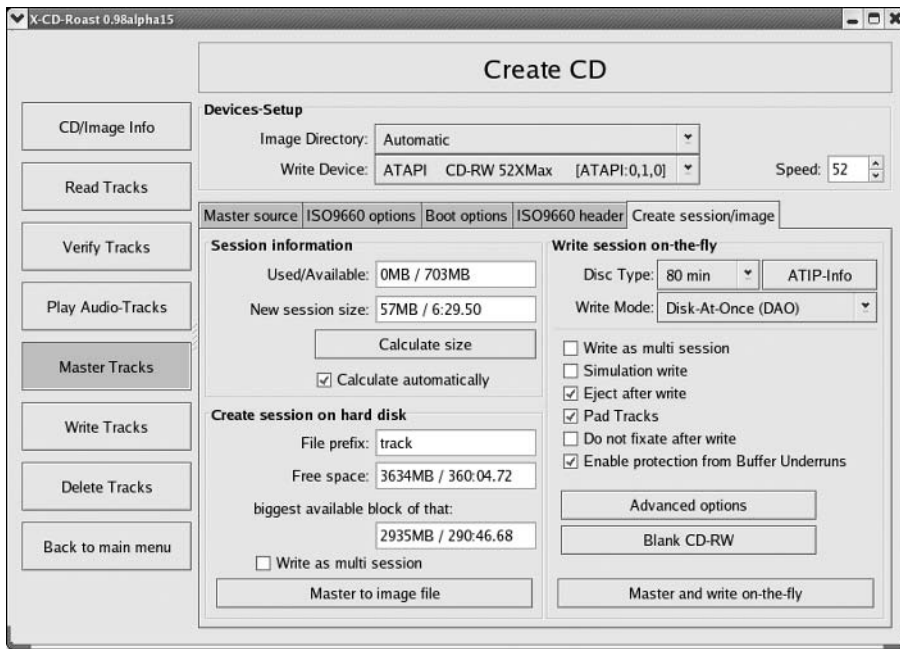 X-CD-Roast 0.98alpha15
Create CD
CD/Image Info
Read Tracks
Verify Tracks
Play Audio-Tracks
Master Tracks
Write Tracks
Delete Tracks
Back to main menu
Devices-Setup
Image Directory: Automatic
Write Device: ATAPI CD-RW 52XMax [ATAPI:0,1,0] Speed: 52
Master source ISO9660 options Boot options ISO9660 header Create session/image
Session information
Used/Available: 0MB / 703MB
New session size: 57MB / 6:29.50
Calculate size
Calculate automatically
Create session on hard disk
File prefix: track
Free space: 3634MB / 360:04.72
biggest available block of that:
2935MB / 290:46.68
Write as multi session
Master to image file
Write session on-the-fly
Disc Type: 80 min ATIP-Info
Write Mode: Disk-At-Once (DAO)
Write as multi session
Simulation write
Eject after write
Pad Tracks
Do not fixate after write
Enable protection from Buffer Underruns
Advanced options
Blank CD-RW
Master and write on-the-fly